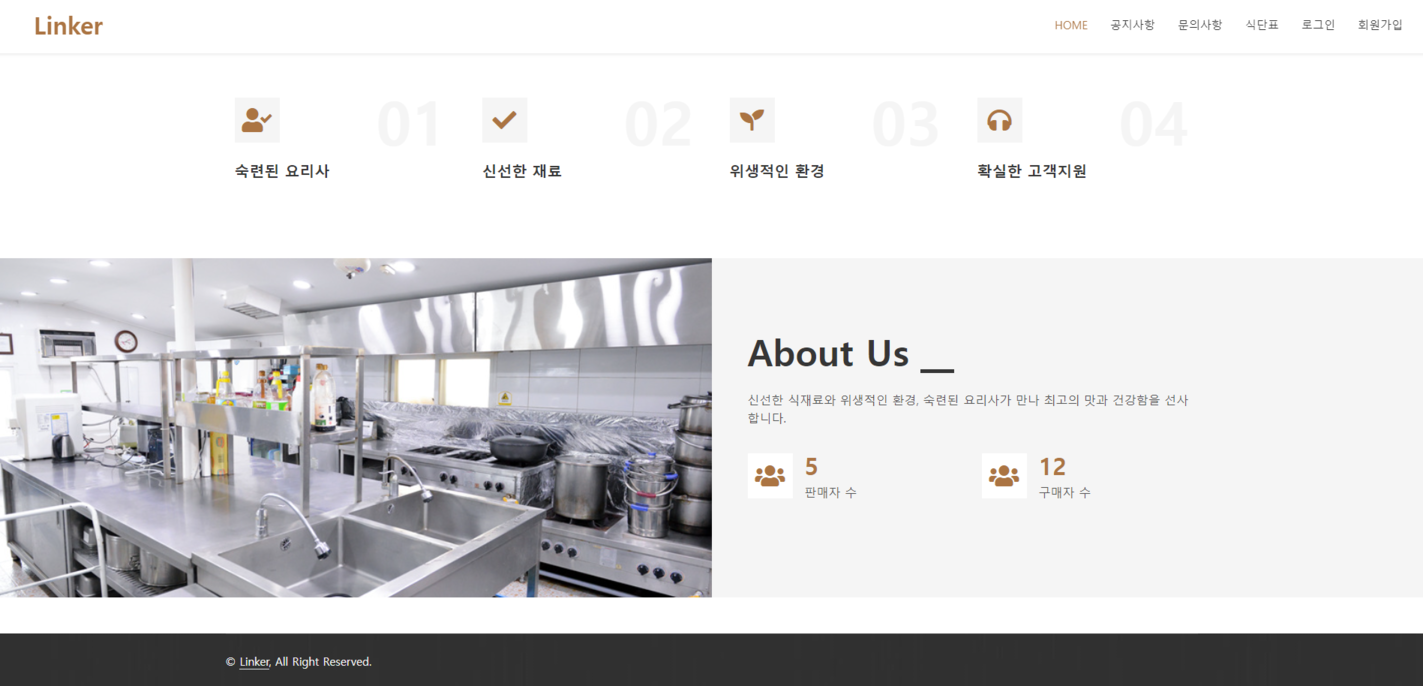 Linker
HOME 공지사항 문의사항 식단표 로그인 회원가입
01 02 03 04
숙련된 요리사 신선한 재료 위생적인 환경 확실한 고객지원
About Us __
신선한 식재료와 위생적인 환경, 숙련된 요리사가 만나 최고의 맛과 건강함을 선사
합니다.
5 12
판매자 수 구매자 수
© Linker, All Right Reserved.